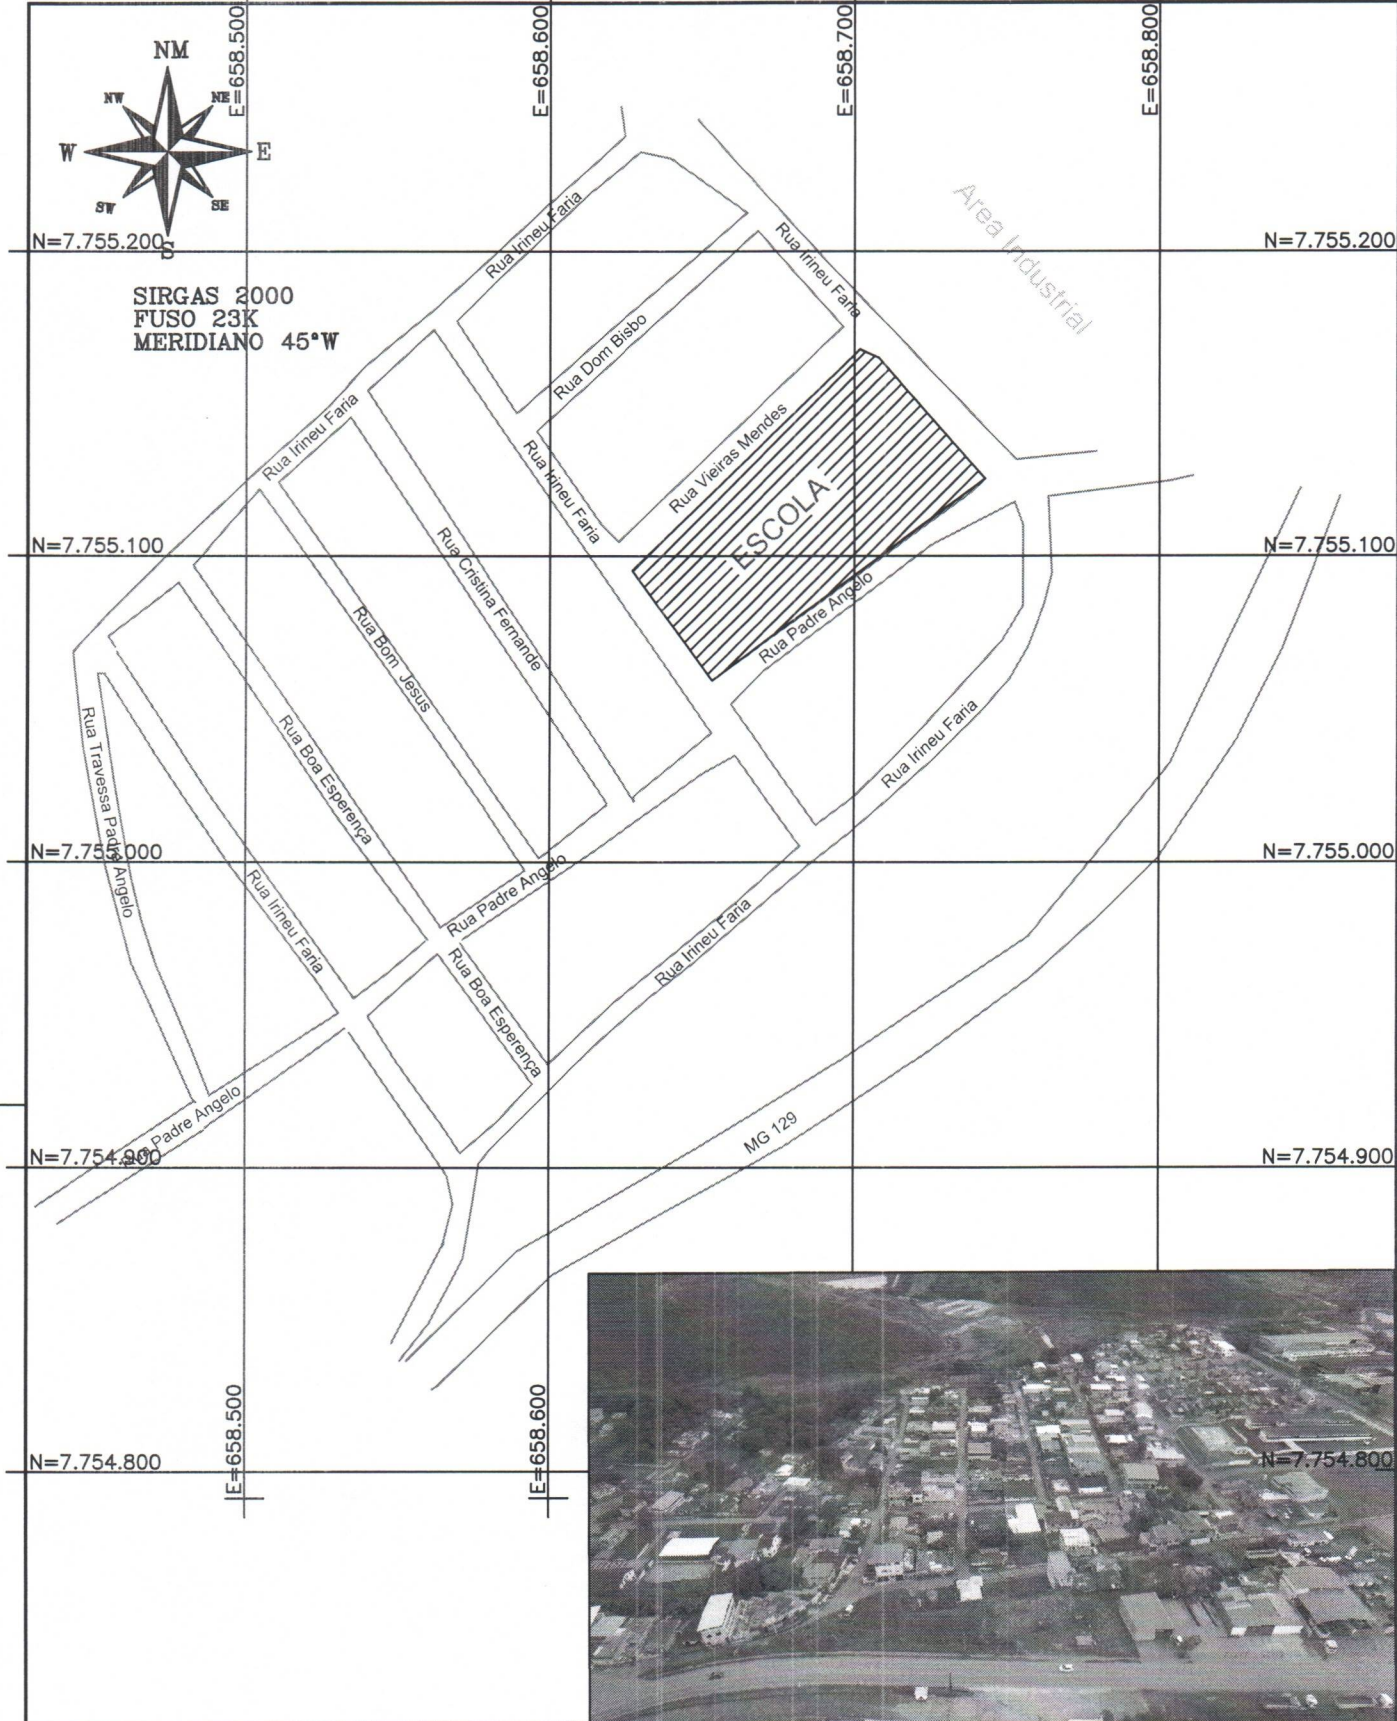 E=658.500
E=658.600
E=658.700
E=658.800
NM
NW
NE
W
E
SW
SE
S
N=7.755.200
N=7.755.200
SIRGAS 2000
FUSO 23K
MERIDIANO 45°W
Area Industrial
Rua Irineu Faria
Rua Irineu Faria
Rua Dom Bisbo
Rua Irineu Faria
Rua Vieiras Mendes
Rua Irineu Faria
ESCOLA
N=7.755.100
N=7.755.100
Rua Cristina Fernande
Rua Padre Angelo
Rua Bom Jesus
Rua Boa Esperença
Rua Travessa Padre Angelo
Rua Irineu Faria
N=7.755.000
N=7.755.000
Rua Irineu Faria
Rua Padre Angelo
Rua Irineu Faria
Rua Boa Esperença
Rua Padre Angelo
MG 129
N=7.754.900
N=7.754.900
E=658.500
E=658.600
N=7.754.800
N=7.754.800